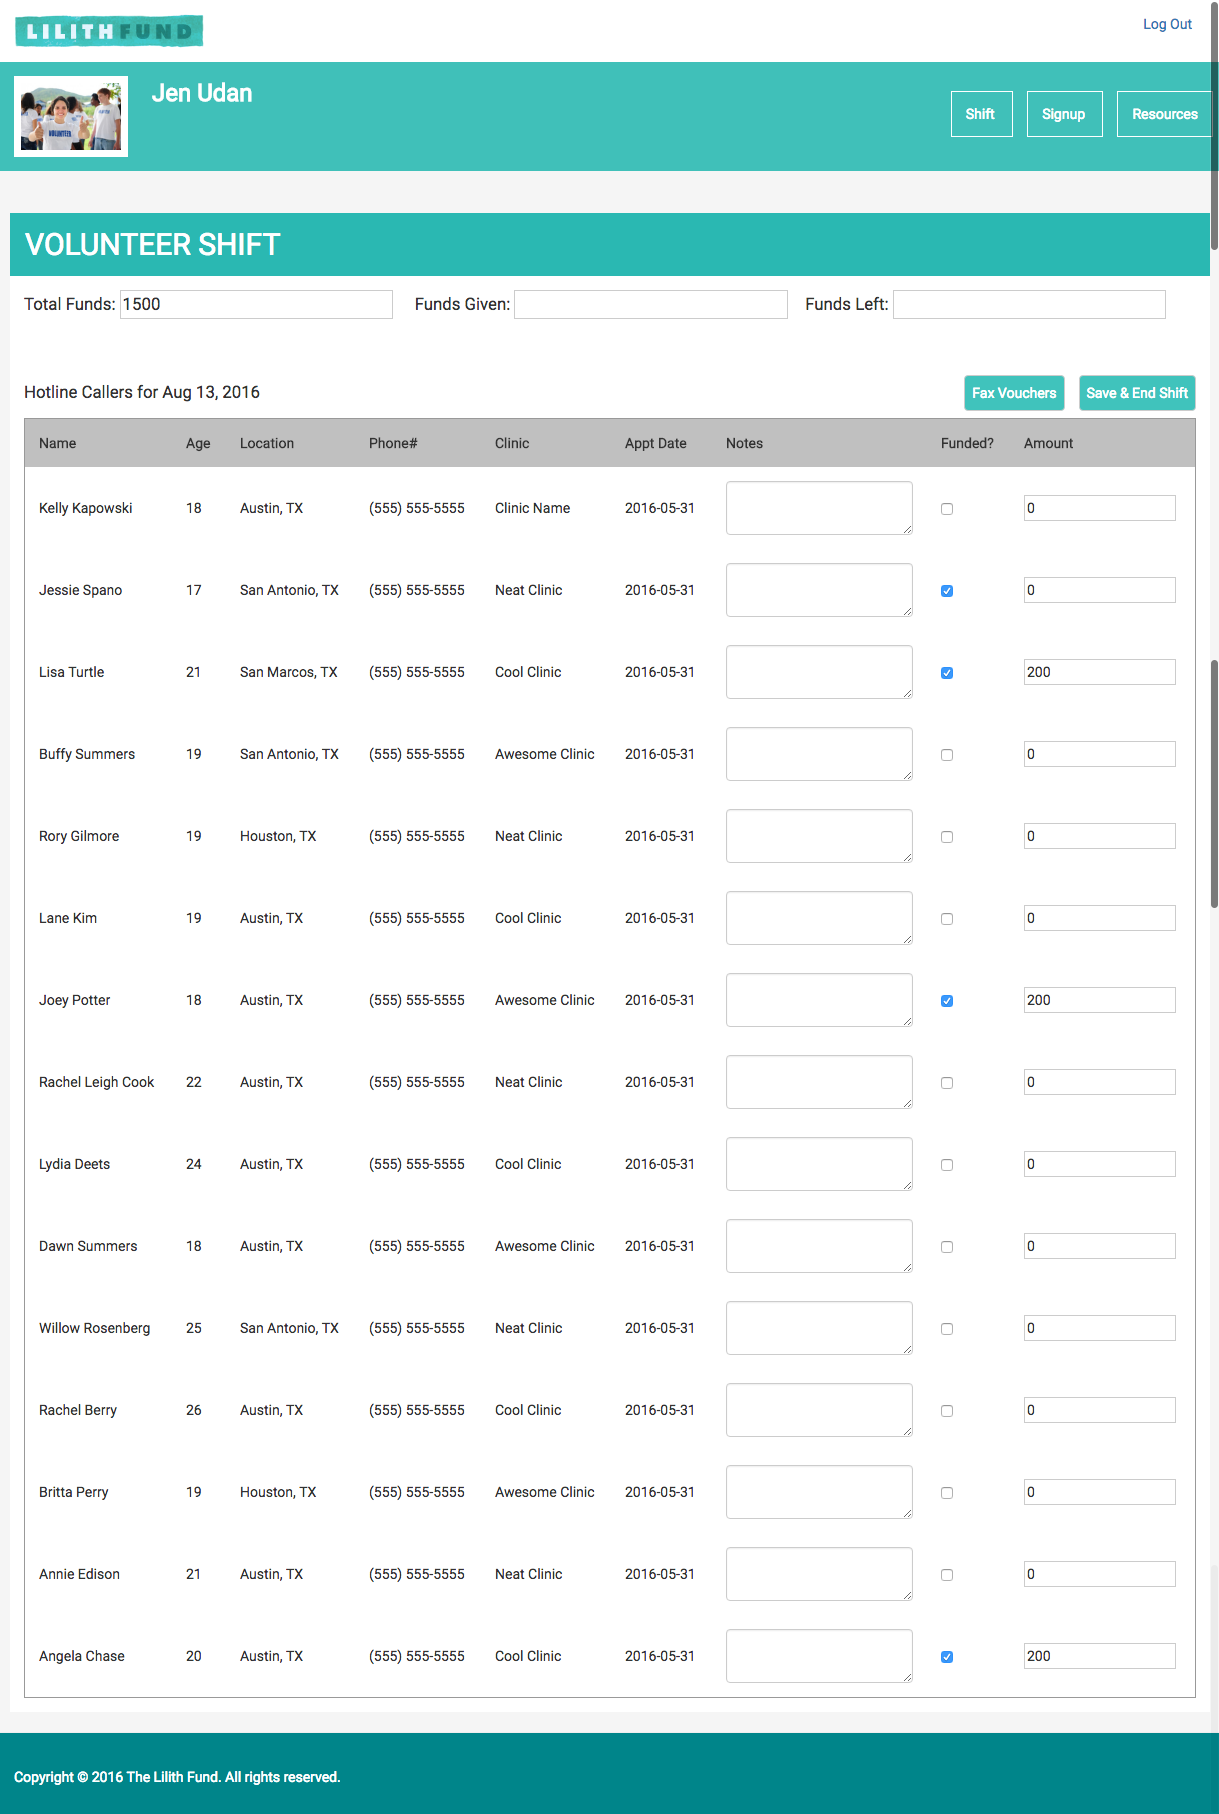 LILITHFUND
Log Out
Jen Udan
VOLUNTEER
Shift Signup Resources
VOLUNTEER SHIFT
Total Funds: 1500 Funds Given: Funds Left:
Hotline Callers for Aug 13, 2016 Fax Vouchers Save & End Shift
Name Age Location Phone# Clinic Appt Date Notes Funded? Amount
Kelly Kapowski 18 Austin, TX (555) 555-5555 Clinic Name 2016-05-31 0
Jessie Spano 17 San Antonio, TX (555) 555-5555 Neat Clinic 2016-05-31 0
Lisa Turtle 21 San Marcos, TX (555) 555-5555 Cool Clinic 2016-05-31 200
Buffy Summers 19 San Antonio, TX (555) 555-5555 Awesome Clinic 2016-05-31 0
Rory Gilmore 19 Houston, TX (555) 555-5555 Neat Clinic 2016-05-31 0
Lane Kim 19 Austin, TX (555) 555-5555 Cool Clinic 2016-05-31 0
Joey Potter 18 Austin, TX (555) 555-5555 Awesome Clinic 2016-05-31 200
Rachel Leigh Cook 22 Austin, TX (555) 555-5555 Neat Clinic 2016-05-31 0
Lydia Deets 24 Austin, TX (555) 555-5555 Cool Clinic 2016-05-31 0
Dawn Summers 18 Austin, TX (555) 555-5555 Awesome Clinic 2016-05-31 0
Willow Rosenberg 25 San Antonio, TX (555) 555-5555 Neat Clinic 2016-05-31 0
Rachel Berry 26 Austin, TX (555) 555-5555 Cool Clinic 2016-05-31 0
Britta Perry 19 Houston, TX (555) 555-5555 Awesome Clinic 2016-05-31 0
Annie Edison 21 Austin, TX (555) 555-5555 Neat Clinic 2016-05-31 0
Angela Chase 20 Austin, TX (555) 555-5555 Cool Clinic 2016-05-31 200
Copyright © 2016 The Lilith Fund. All rights reserved.